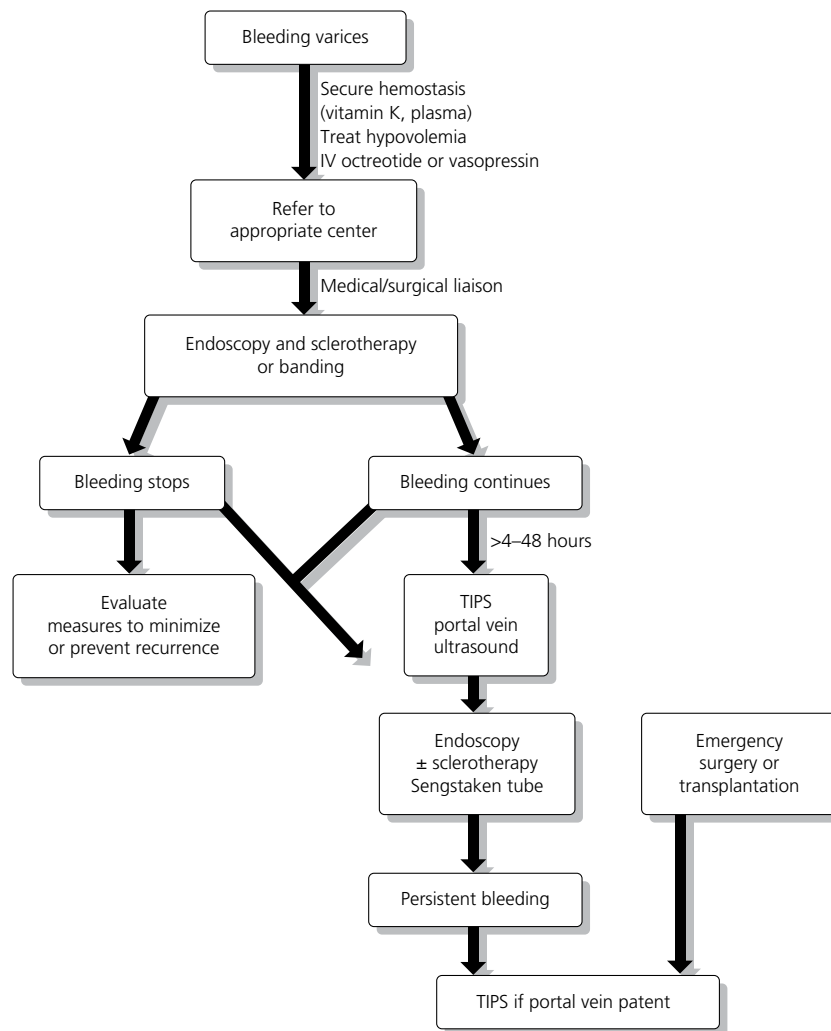 Bleeding varices
Secure hemostasis
(vitamin K, plasma)
Treat hypovolemia
IV octreotide or vasopressin
Refer to
appropriate center
Medical/surgical liaison
Endoscopy and sclerotherapy
or banding
Bleeding stops
Bleeding continues
>4–48 hours
Evaluate
measures to minimize
or prevent recurrence
TIPS
portal vein
ultrasound
Endoscopy
± sclerotherapy
Sengstaken tube
Emergency
surgery or
transplantation
Persistent bleeding
TIPS if portal vein patent